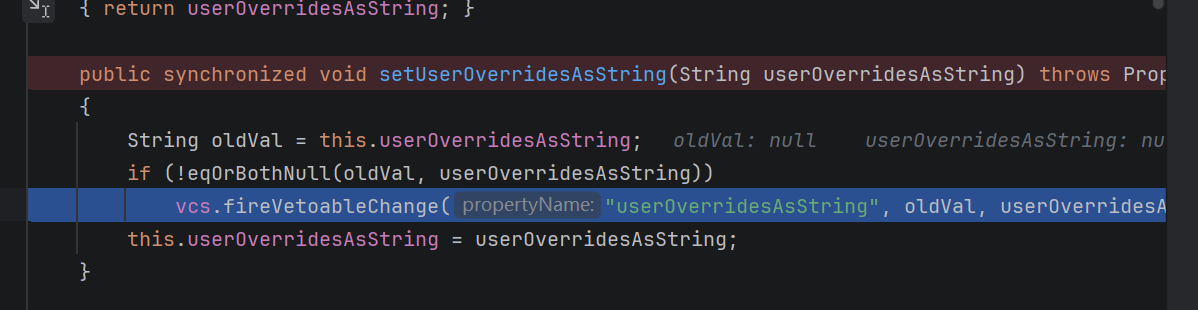 { return userOverridesAsString; }
public synchronized void setUserOverridesAsString(String userOverridesAsString) throws Prop
{
String oldVal = this.userOverridesAsString; oldVal: null userOverridesAsString: nu
if (!eqOrBothNull(oldVal, userOverridesAsString))
vcs.fireVetoableChange( propertyName: "userOverridesAsString", oldVal, userOverridesA
this.userOverridesAsString = userOverridesAsString;
}